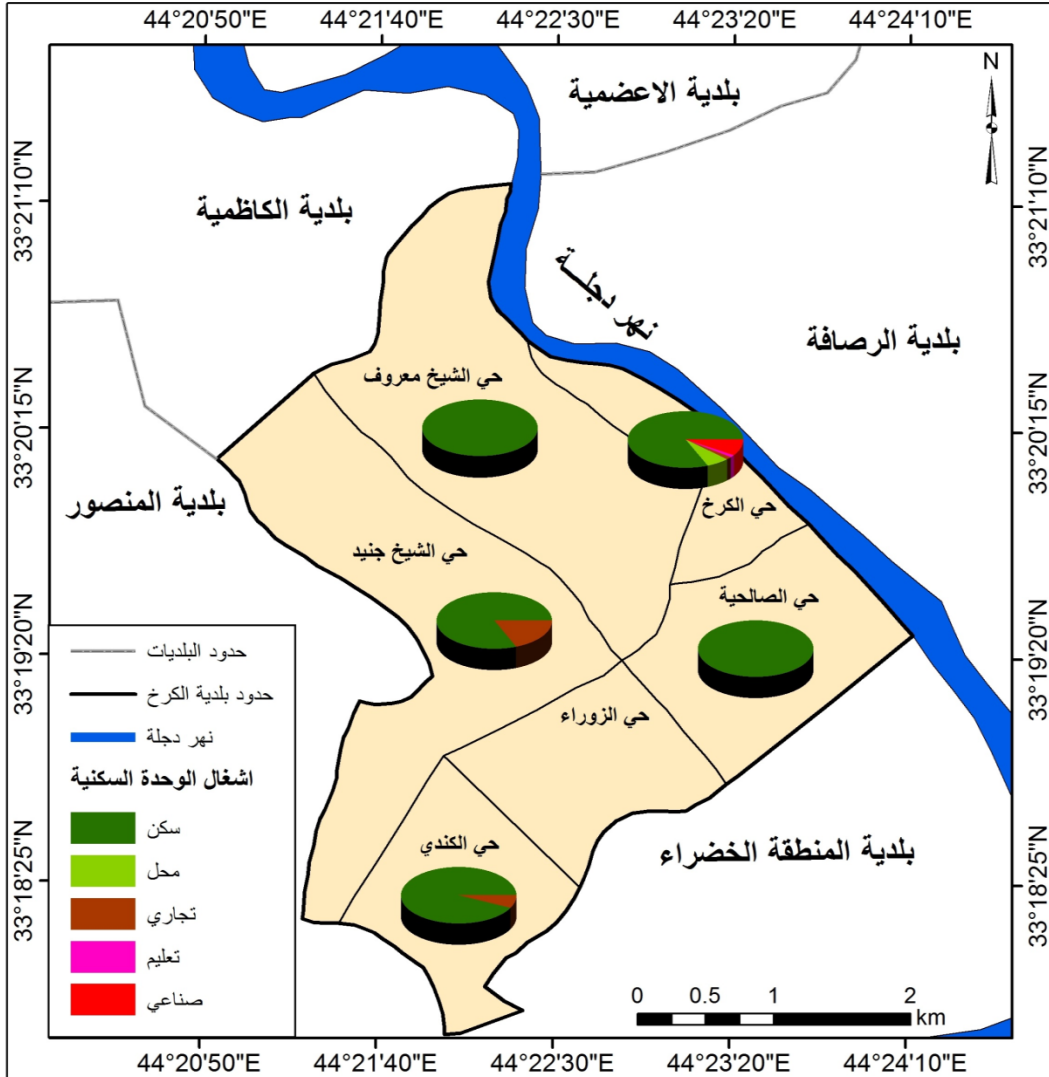 44°20'50"E 44°21'40"E 44°22'30"E 44°23'20"E 44°24'10"E
N
بلدية الاعضمية
33°21'10"N
33°21'10"N
بلدية الكاظمية
نهر دجلـــة
بلدية الرصافة
حي الشيخ معروف
33°20'15"N
33°20'15"N
بلدية المنصور
حي الكرخ
حي الشيخ جنيد
حي الصالحية
33°19'20"N
33°19'20"N
حي الزوراء
حي الكندي
بلدية المنطقة الخضراء
33°18'25"N
33°18'25"N
حدود البلديات
حدود بلدية الكرخ
نهر دجلة
اشغال الوحدة السكنية
سكن
محل
تجاري
تعليم
صناعي
0 0.5 1 2
km
44°20'50"E 44°21'40"E 44°22'30"E 44°23'20"E 44°24'10"E